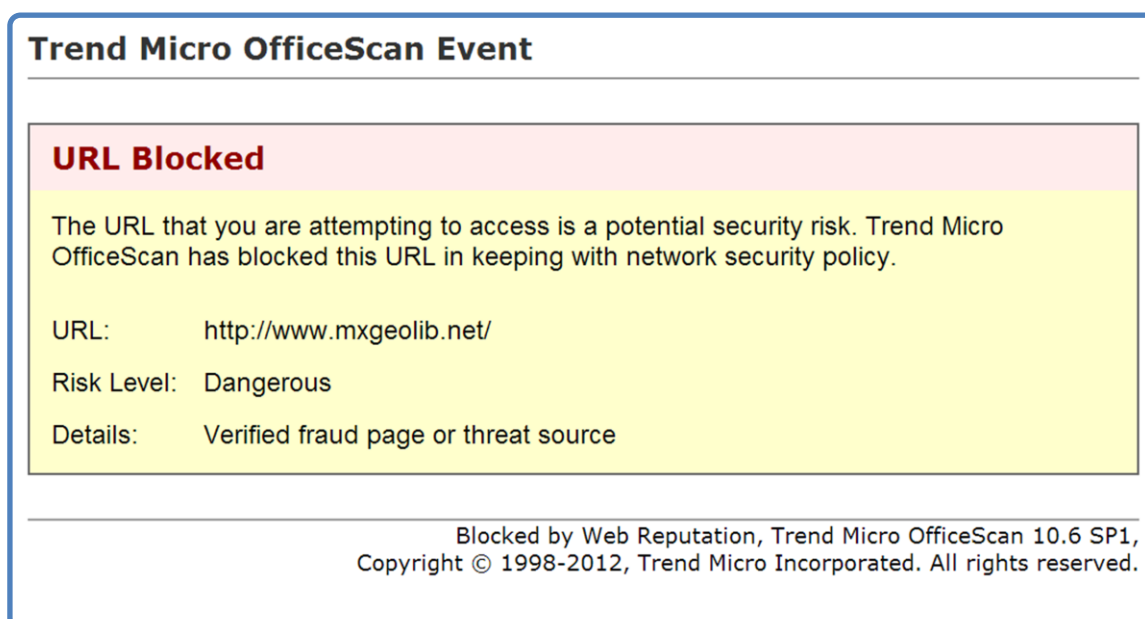 Trend Micro OfficeScan Event
URL Blocked
The URL that you are attempting to access is a potential security risk. Trend Micro
OfficeScan has blocked this URL in keeping with network security policy.
URL: http://www.mxgeolib.net/
Risk Level: Dangerous
Details: Verified fraud page or threat source
Blocked by Web Reputation, Trend Micro OfficeScan 10.6 SP1,
Copyright © 1998-2012, Trend Micro Incorporated. All rights reserved.